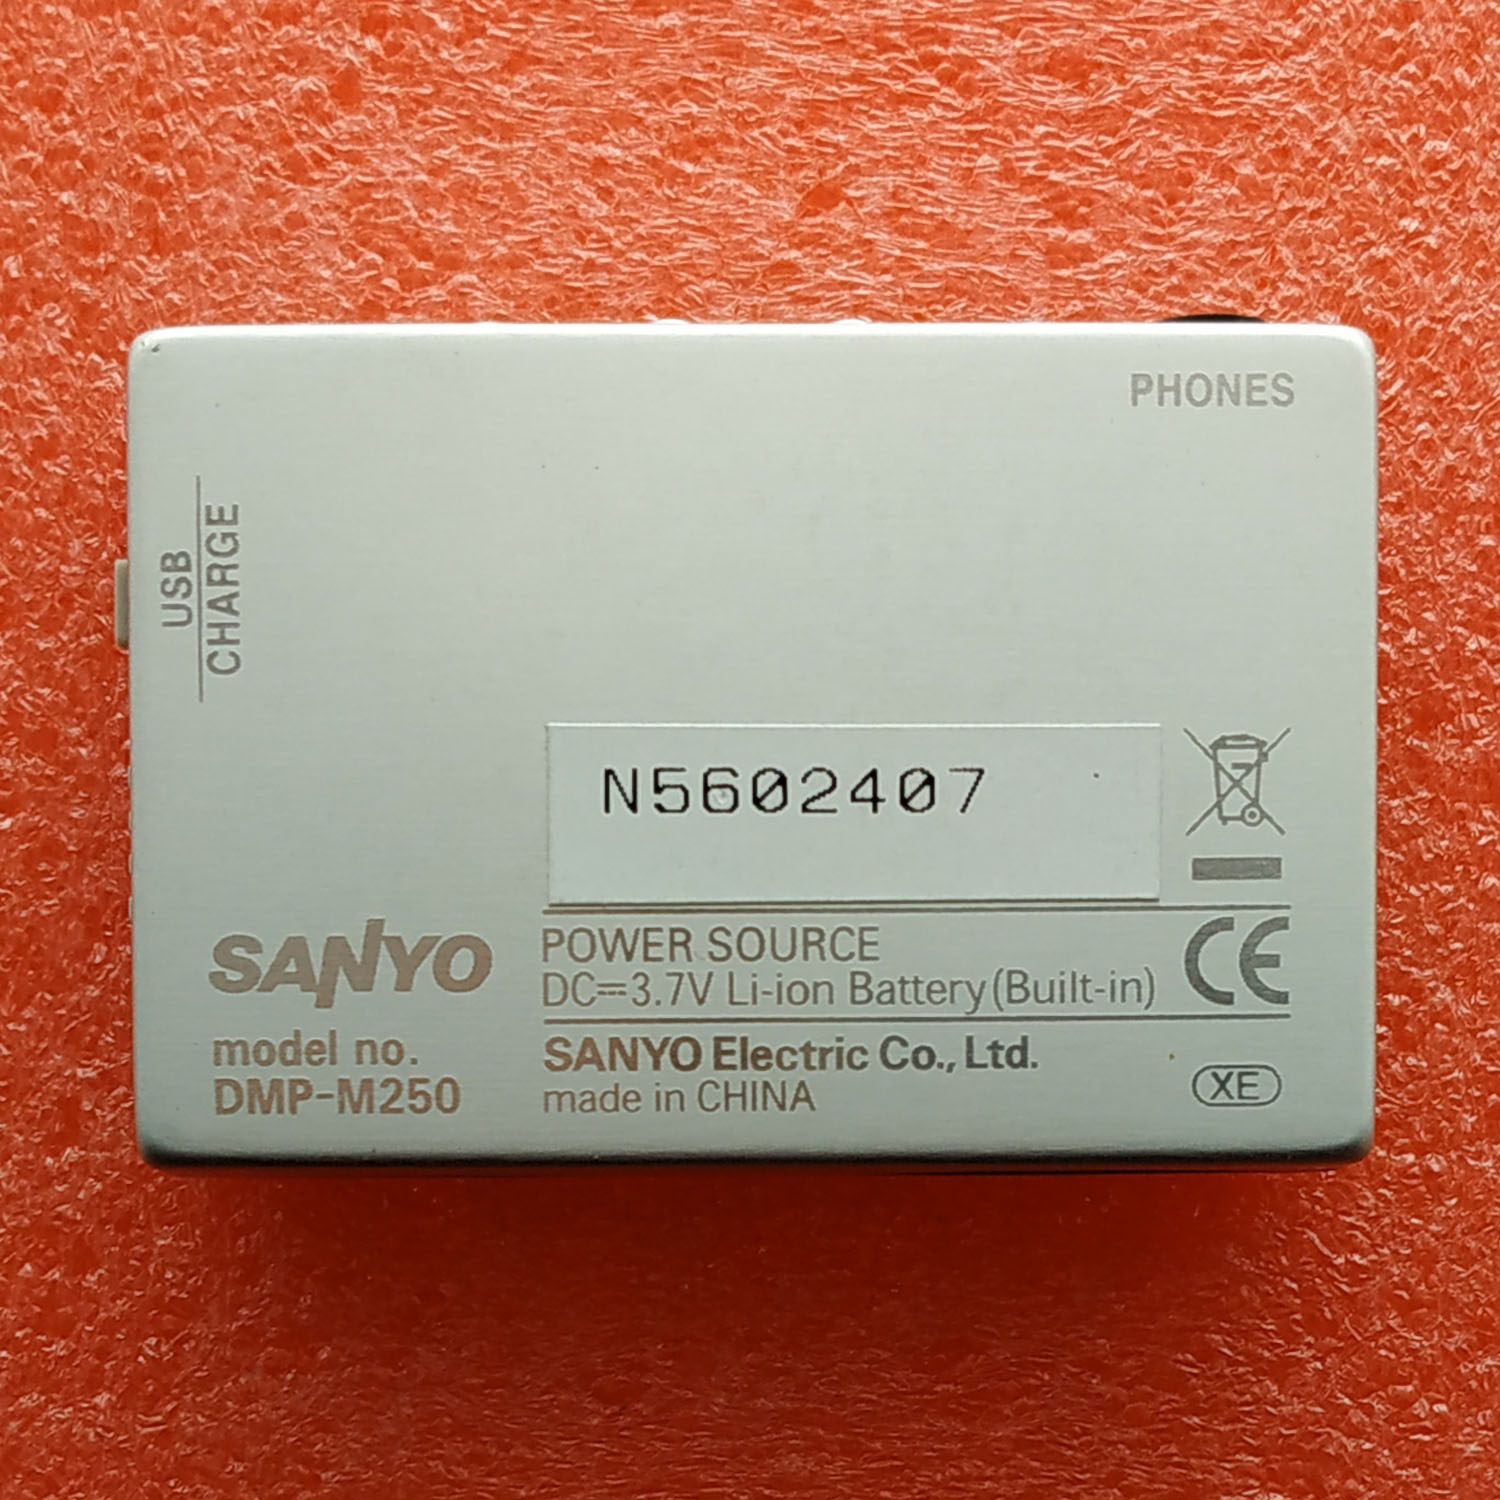 PHONES
USB
CHARGE
N5602407
SANYO
model no.
DMP-M250
POWER SOURCE
DC=3.7V Li-ion Battery(Built-in)
CE
SANYO Electric Co., Ltd.
made in CHINA
XE